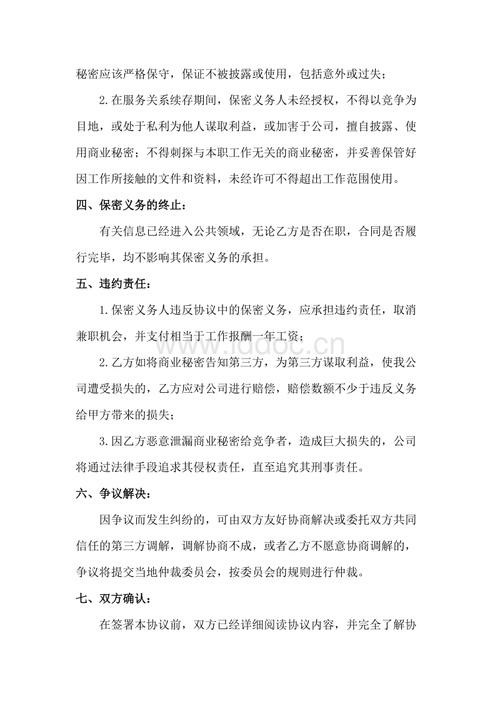 秘密应该严格保守，保证不被披露或使用，包括意外或过失；
2.在服务关系续存期间，保密义务人未经授权，不得以竞争为
目地，或处于私利为他人谋取利益，或加害于公司，擅自披露、使
用商业秘密；不得刺探与本职工作无关的商业秘密，并妥善保管好
因工作所接触的文件和资料，未经许可不得超出工作范围使用。
四、保密义务的终止：
有关信息已经进入公共领域，无论乙方是否在职，合同是否履
行完毕，均不影响其保密义务的承担。
五、违约责任：
1.保密义务人违反协议中的保密义务，应承担违约责任，取消
兼职机会，并支付相当于工作报酬一年工资；
www.iddoc.cn
2.乙方如将商业秘密告知第三方，为第三方谋取利益，使我公
司遭受损失的，乙方应对公司进行赔偿，赔偿数额不少于违反义务
给甲方带来的损失；
3.因乙方恶意泄漏商业秘密给竞争者，造成巨大损失的，公司
将通过法律手段追求其侵权责任，直至追究其刑事责任。
六、争议解决：
因争议而发生纠纷的，可由双方友好协商解决或委托双方共同
信任的第三方调解，调解协商不成，或者乙方不愿意协商调解的，
争议将提交当地仲裁委员会，按委员会的规则进行仲裁。
七、双方确认：
在签署本协议前，双方已经详细阅读协议内容，并完全了解协